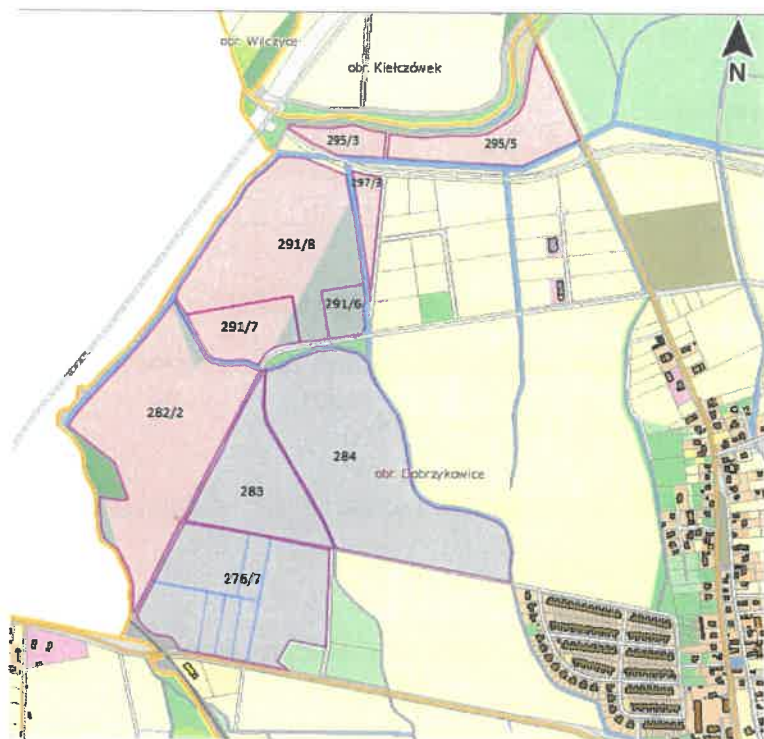 obr. Wilczyce
obr. Kiełczówek
N
295/3
295/5
297/3
291/8
291/6
291/7
282/2
284
obr. Dobrzykowice
283
276/7